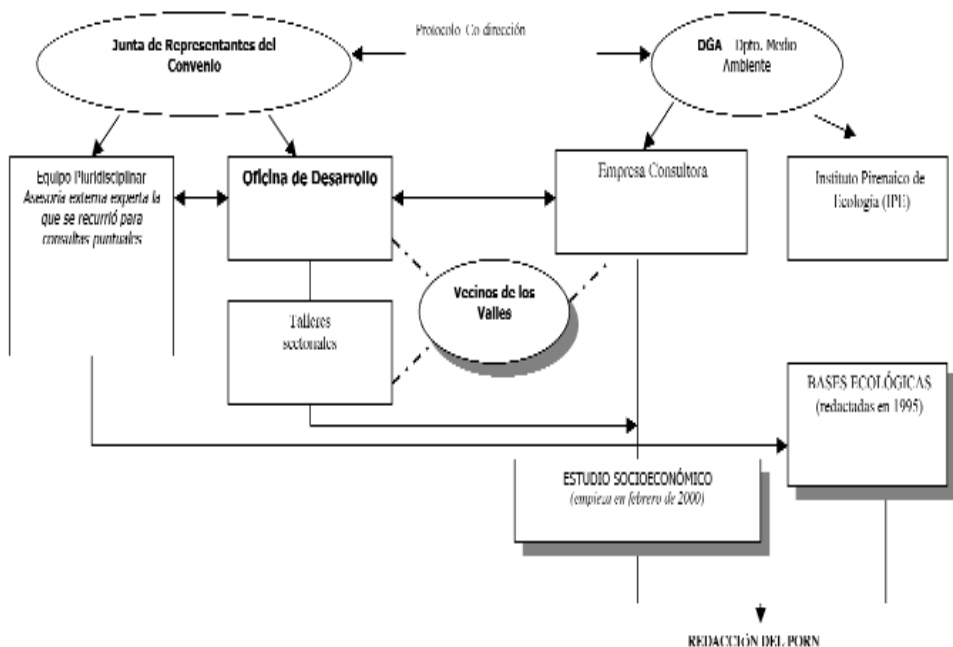 Protocolo Co dirección
Junta de Representantes del
Convenio
DGA Dpto. Medio
Ambiente
Equipo Pluridisciplinar
Asesoria externa experta la
que se recurrió para
consultas puntuales
Oficina de Desarrollo
Empresa Consultora
Instituto Pirenaico de
Ecología (IPE)
Vecinos de los
Valles
Talleres
sectoriales
BASES ECOLÓGICAS
(redactadas en 1995)
ESTUDIO SOCIOECONÓMICO
(empieza en febrero de 2000)
REDACCIÓN DEL PORN